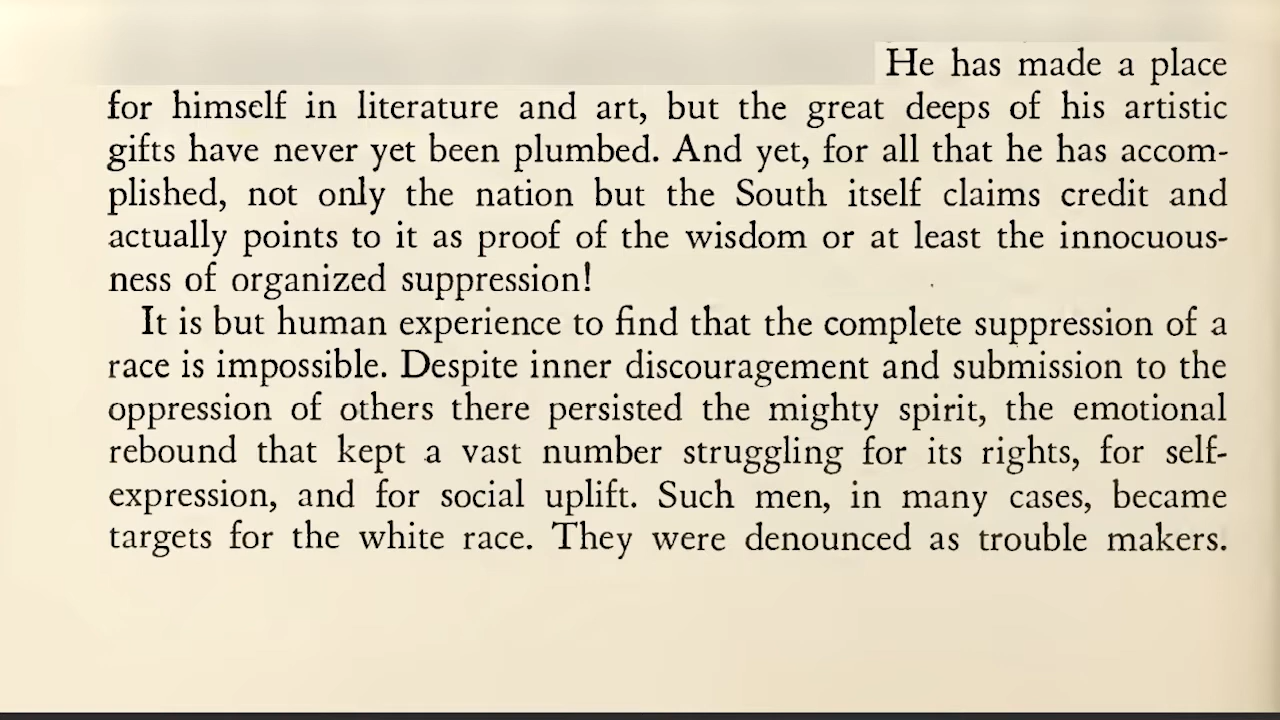 He has made a place
for himself in literature and art, but the great deeps of his artistic
gifts have never yet been plumbed. And yet, for all that he has accom-
plished, not only the nation but the South itself claims credit and
actually points to it as proof of the wisdom or at least the innocuous-
ness of organized suppression!
It is but human experience to find that the complete suppression of a
race is impossible. Despite inner discouragement and submission to the
oppression of others there persisted the mighty spirit, the emotional
rebound that kept a vast number struggling for its rights, for self-
expression, and for social uplift. Such men, in many cases, became
targets for the white race. They were denounced as trouble makers.